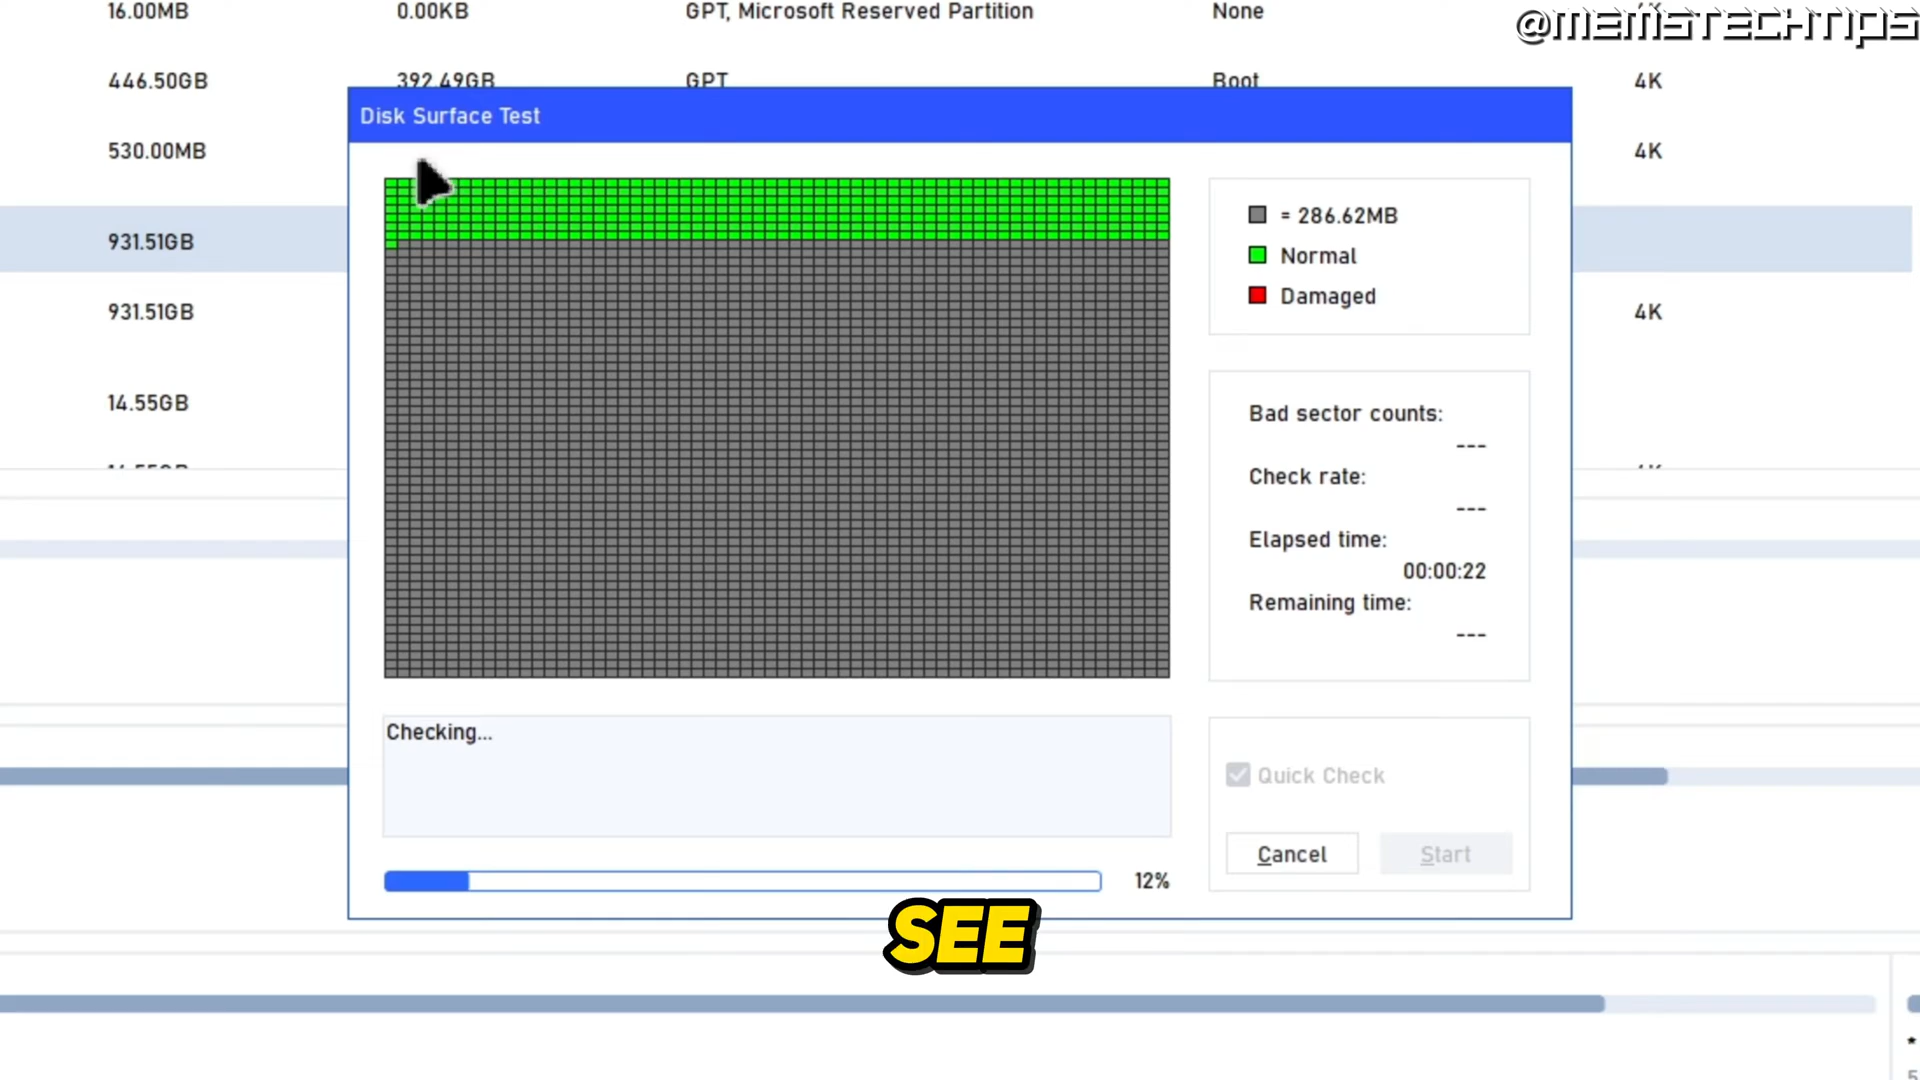 16.00MB 0.00KB GPT, Microsoft Reserved Partition None
@MEMSTECHTIPS
446.50GB 392.49GB GPT Boot 4K
Disk Surface Test
530.00MB 4K
= 286.62MB
931.51GB
Normal
Damaged
931.51GB 4K
14.55GB
Bad sector counts:
---
Check rate:
---
Elapsed time:
00:00:22
Remaining time:
---
Checking...
Quick Check
Cancel Start
12%
SEE